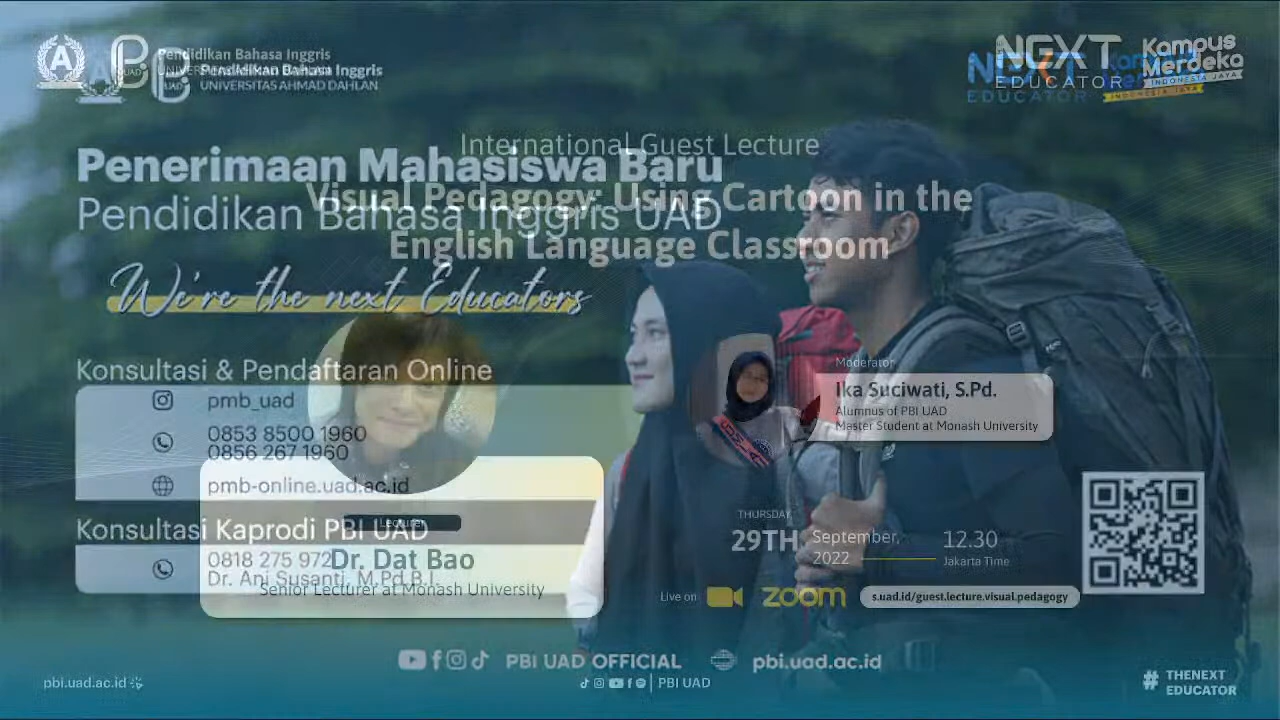 Pendidikan Bahasa Inggris
Pendidikan Bahasa Inggris
UNIVERSITAS AHMAD DAHLAN
NEXT
EDUCATOR
EDUCATOR
Kampus
Merdeka
INDONESIA JAYA
INDONESIA JAYA
International Guest Lecture
Penerimaan Mahasiswa Baru
Visual Pedagogy: Using Cartoon in the
Pendidikan Bahasa Inggris UAD
English Language Classroom
We're the next Educators
Konsultasi & Pendaftaran Online
pmb_uad
0853 8500 1960
0856 267 1960
pmb-online.uad.ac.id
Konsultasi Kaprodi PBI UAD
0818 275 972
Dr. Ani Susanti, M.Pd.B.I.
Lecturer
Dr. Dat Bao
Senior Lecturer at Monash University
Moderator
Ika Suciwati, S.Pd.
Alumnus of PBI UAD
Master Student at Monash University
THURSDAY,
29TH
September,
2022
12.30
Jakarta Time
Live on
zoom
s.uad.id/guest.lecture.visual.pedagogy
PBI UAD OFFICIAL
pbi.uad.ac.id
pbi.uad.ac.id
PBI UAD
# THENEXT
EDUCATOR